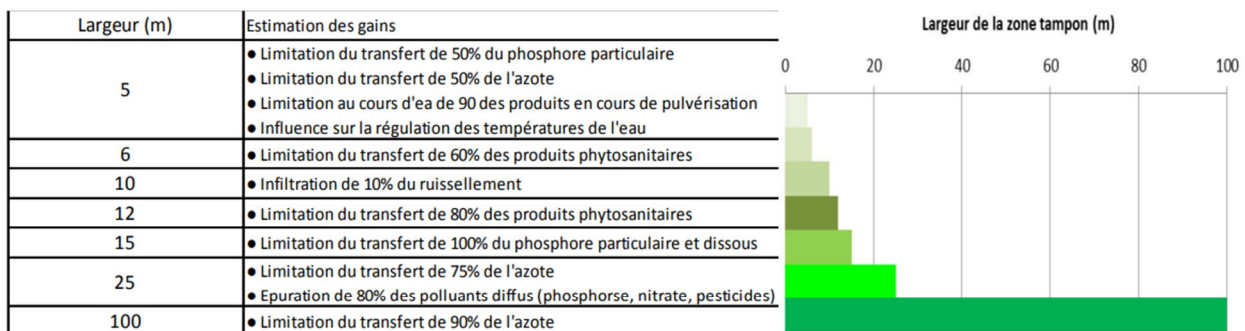 Largeur (m) Estimation des gains
5
● Limitation du transfert de 50% du phosphore particulaire
● Limitation du transfert de 50% de l'azote
● Limitation au cours d'ea de 90 des produits en cours de pulvérisation
● Influence sur la régulation des températures de l'eau
6 ● Limitation du transfert de 60% des produits phytosanitaires
10 ● Infiltration de 10% du ruissellement
12 ● Limitation du transfert de 80% des produits phytosanitaires
15 ● Limitation du transfert de 100% du phosphore particulaire et dissous
25
● Limitation du transfert de 75% de l'azote
● Epuration de 80% des polluants diffus (phosphorse, nitrate, pesticides)
100 ● Limitation du transfert de 90% de l'azote
Largeur de la zone tampon (m)
0 20 40 60 80 100